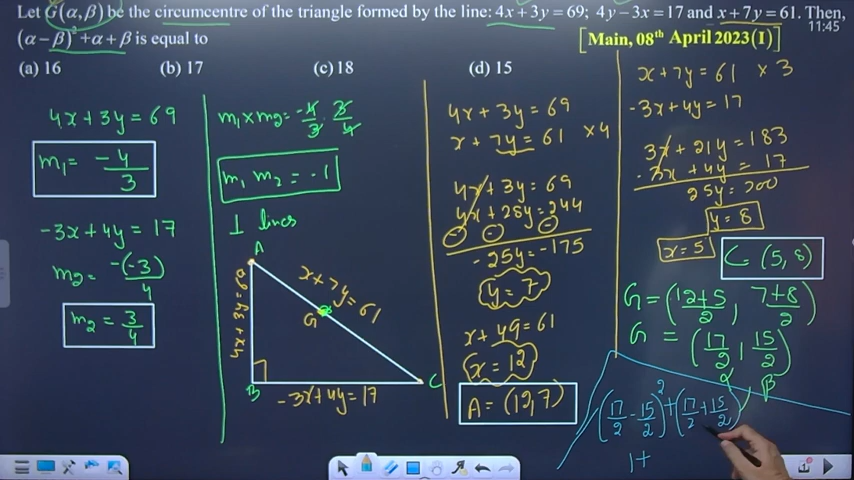 Let G(α, β) be the circumcentre of the triangle formed by the line: 4x + 3y = 69; 4y – 3x = 17 and x + 7y = 61. Then,
11:45
(α – β)² + α + β is equal to
[Main, 08th April 2023(I)]
(a) 16 (b) 17 (c) 18 (d) 15
4x + 3y = 69
m₁ = -4/3
-3x + 4y = 17
m₂ = -(-3)/4
m₂ = 3/4
m₁ × m₂ = -4/3 · 3/4
m₁ m₂ = -1
⊥ lines
A
4x + 3y = 69
x + 7y = 61
G
B
C
-3x + 4y = 17
4x + 3y = 69
x + 7y = 61 × 4
4x + 3y = 69
4x + 28y = 244
-25y = -175
y = 7
x + 49 = 61
x = 12
A = (12, 7)
x + 7y = 61 × 3
-3x + 4y = 17
3x + 21y = 183
-3x + 4y = 17
25y = 200
y = 8
x = 5
C = (5, 8)
G = (12+5/2, 7+8/2)
G = (17/2, 15/2)
α β
(17/2 - 15/2)² + (17/2 + 15/2)
1 +